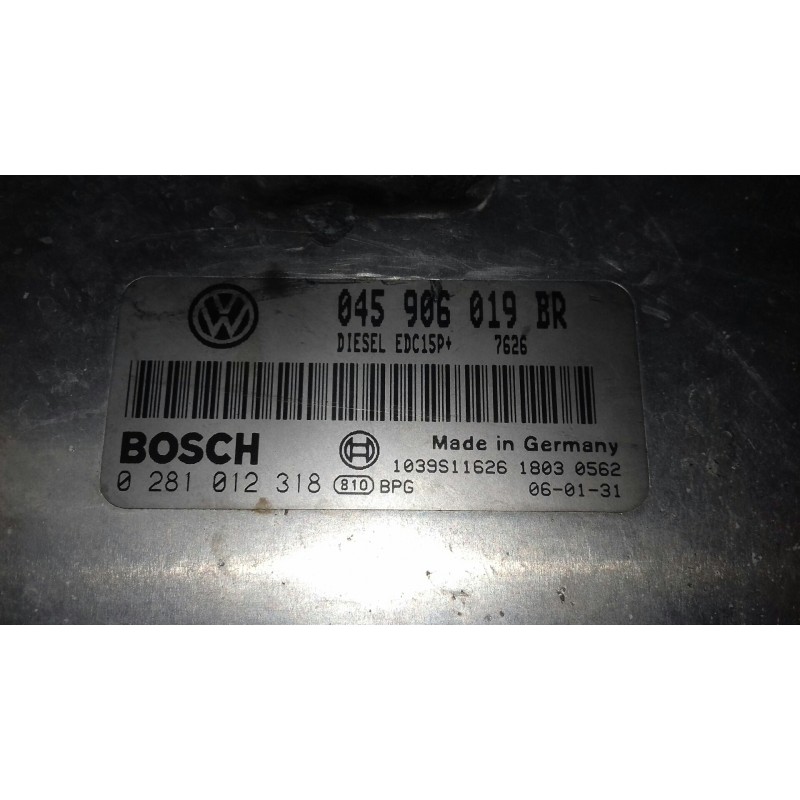 045 906 019 BR
DIESEL EDC15P+ 7626
BOSCH
Made in Germany
1039S11626 1803 0562
0 281 012 318 810 BPG 06-01-31